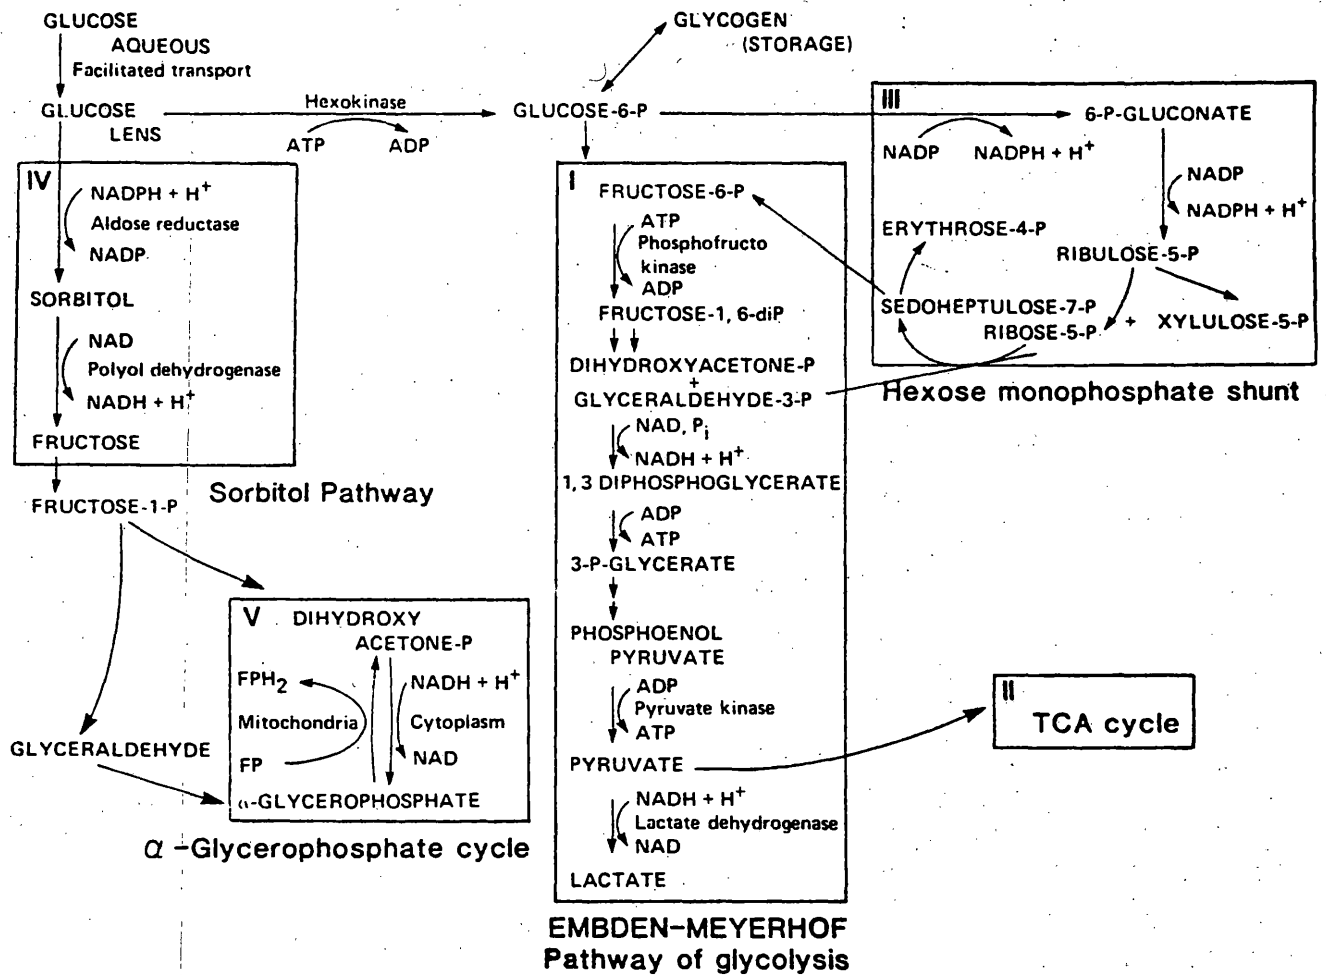 GLUCOSE
AQUEOUS
Facilitated transport
GLUCOSE
LENS
Hexokinase
ATP
ADP
GLUCOSE-6-P
GLYCOGEN
(STORAGE)
III
6-P-GLUCONATE
NADP
NADPH + H+
NADP
NADPH + H+
RIBULOSE-5-P
ERYTHROSE-4-P
SEDOHEPTULOSE-7-P
RIBOSE-5-P
+
XYLULOSE-5-P
Hexose monophosphate shunt
IV
NADPH + H+
Aldose reductase
NADP
SORBITOL
NAD
Polyol dehydrogenase
NADH + H+
FRUCTOSE
Sorbitol Pathway
FRUCTOSE-1-P
GLYCERALDEHYDE
V
DIHYDROXY
ACETONE-P
FPH2
NADH + H+
Mitochondria
Cytoplasm
FP
NAD
α-GLYCEROPHOSPHATE
α-Glycerophosphate cycle
I
FRUCTOSE-6-P
ATP
Phosphofructo
kinase
ADP
FRUCTOSE-1, 6-diP
DIHYDROXYACETONE-P
+
GLYCERALDEHYDE-3-P
NAD, Pi
NADH + H+
1, 3 DIPHOSPHOGLYCERATE
ADP
ATP
3-P-GLYCERATE
PHOSPHOENOL
PYRUVATE
ADP
Pyruvate kinase
ATP
PYRUVATE
NADH + H+
Lactate dehydrogenase
NAD
LACTATE
EMBDEN-MEYERHOF
Pathway of glycolysis
II
TCA cycle